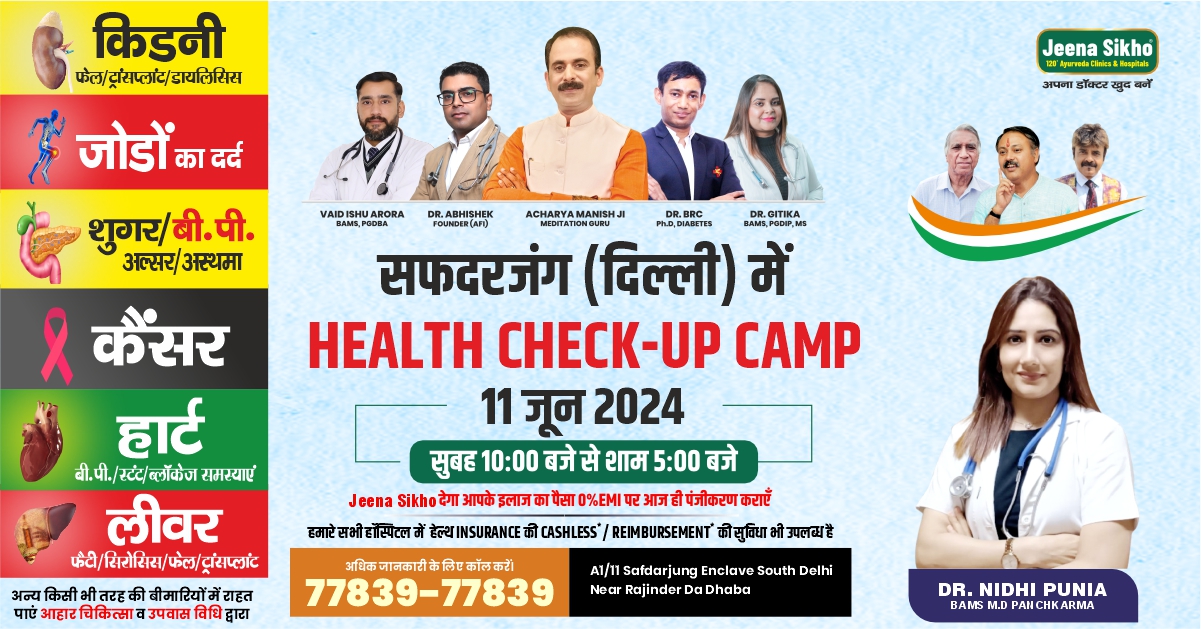 किडनी
फेल/ट्रांसप्लांट/डायलिसिस
जोडों का दर्द
शुगर/बी.पी.
अल्सर/अस्थमा
कैंसर
हार्ट
बी.पी./स्टंट/ब्लॉकेज समस्याएं
लीवर
फैटी/सिरोसिस/फेल/ट्रांसप्लांट
अन्य किसी भी तरह की बीमारियों में राहत
पाएं आहार चिकित्सा व उपवास विधि द्वारा
VAID ISHU ARORA
BAMS, PGDBA
DR. ABHISHEK
FOUNDER (AFI)
ACHARYA MANISH JI
MEDITATION GURU
DR. BRC
Ph.D, DIABETES
DR. GITIKA
BAMS, PGDIP, MS
सफदरजंग (दिल्ली) में
HEALTH CHECK-UP CAMP
11 जून 2024
सुबह 10:00 बजे से शाम 5:00 बजे
Jeena Sikho देगा आपके इलाज का पैसा 0%EMI पर आज ही पंजीकरण कराएँ
हमारे सभी हॉस्पिटल में हेल्थ INSURANCE की CASHLESS* / REIMBURSEMENT* की सुविधा भी उपलब्ध है
अधिक जानकारी के लिए कॉल करें।
77839-77839
A1/11 Safdarjung Enclave South Delhi
Near Rajinder Da Dhaba
Jeena Sikho®
120+ Ayurveda Clinics & Hospitals
अपना डॉक्टर खुद बनें
DR. NIDHI PUNIA
BAMS M.D PANCHKARMA